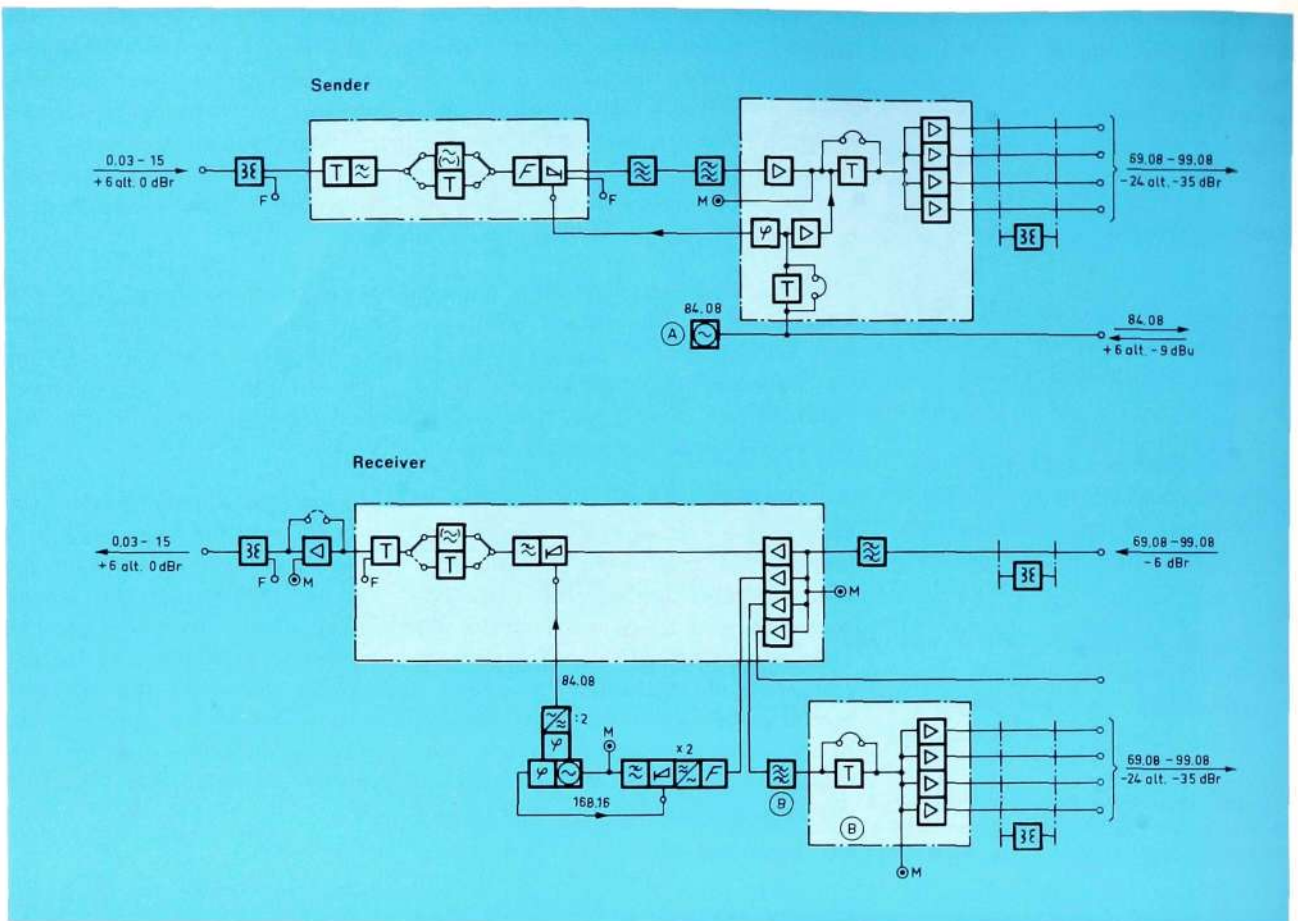 Sender
0.03 - 15
+6 alt. 0 dBr
F
T
T
F
F
M
T
φ
T
69.08 - 99.08
-24 alt. -35 dBr
84.08
A
84.08
+6 alt. - 9 dBu
Receiver
0.03 - 15
+6 alt. 0 dBr
F
M
F
T
T
M
69.08 - 99.08
-6 dBr
84.08
:2
φ
φ
M
x 2
F
168.16
B
T
B
M
69.08 - 99.08
-24 alt. -35 dBr